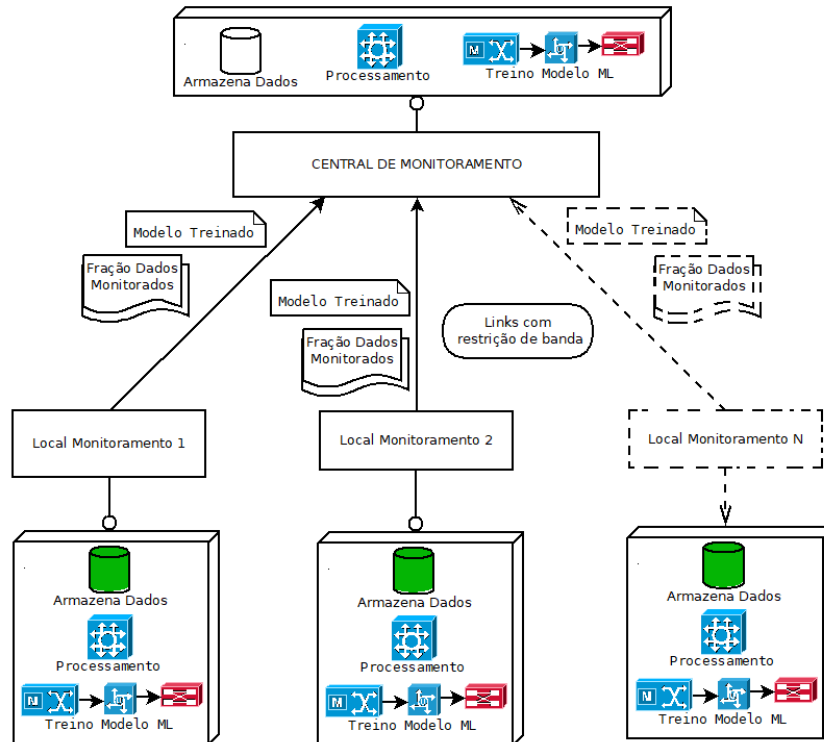 Armazena Dados
Processamento
N
Treino Modelo ML
CENTRAL DE MONITORAMENTO
Modelo Treinado
Fração Dados
Monitorados
Modelo Treinado
Fração Dados
Monitorados
Modelo Treinado
Fração Dados
Monitorados
Links com
restrição de banda
Local Monitoramento 1
Local Monitoramento 2
Local Monitoramento N
Armazena Dados
Processamento
N
Treino Modelo ML
Armazena Dados
Processamento
N
Treino Modelo ML
Armazena Dados
Processamento
N
Treino Modelo ML